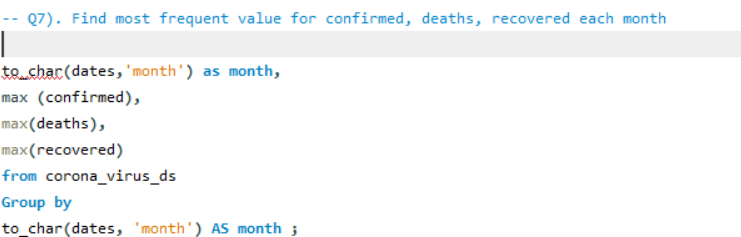 -- Q7). Find most frequent value for confirmed, deaths, recovered each month
to_char(dates,'month') as month,
max (confirmed),
max(deaths),
max(recovered)
from corona_virus_ds
Group by
to_char(dates, 'month') AS month ;